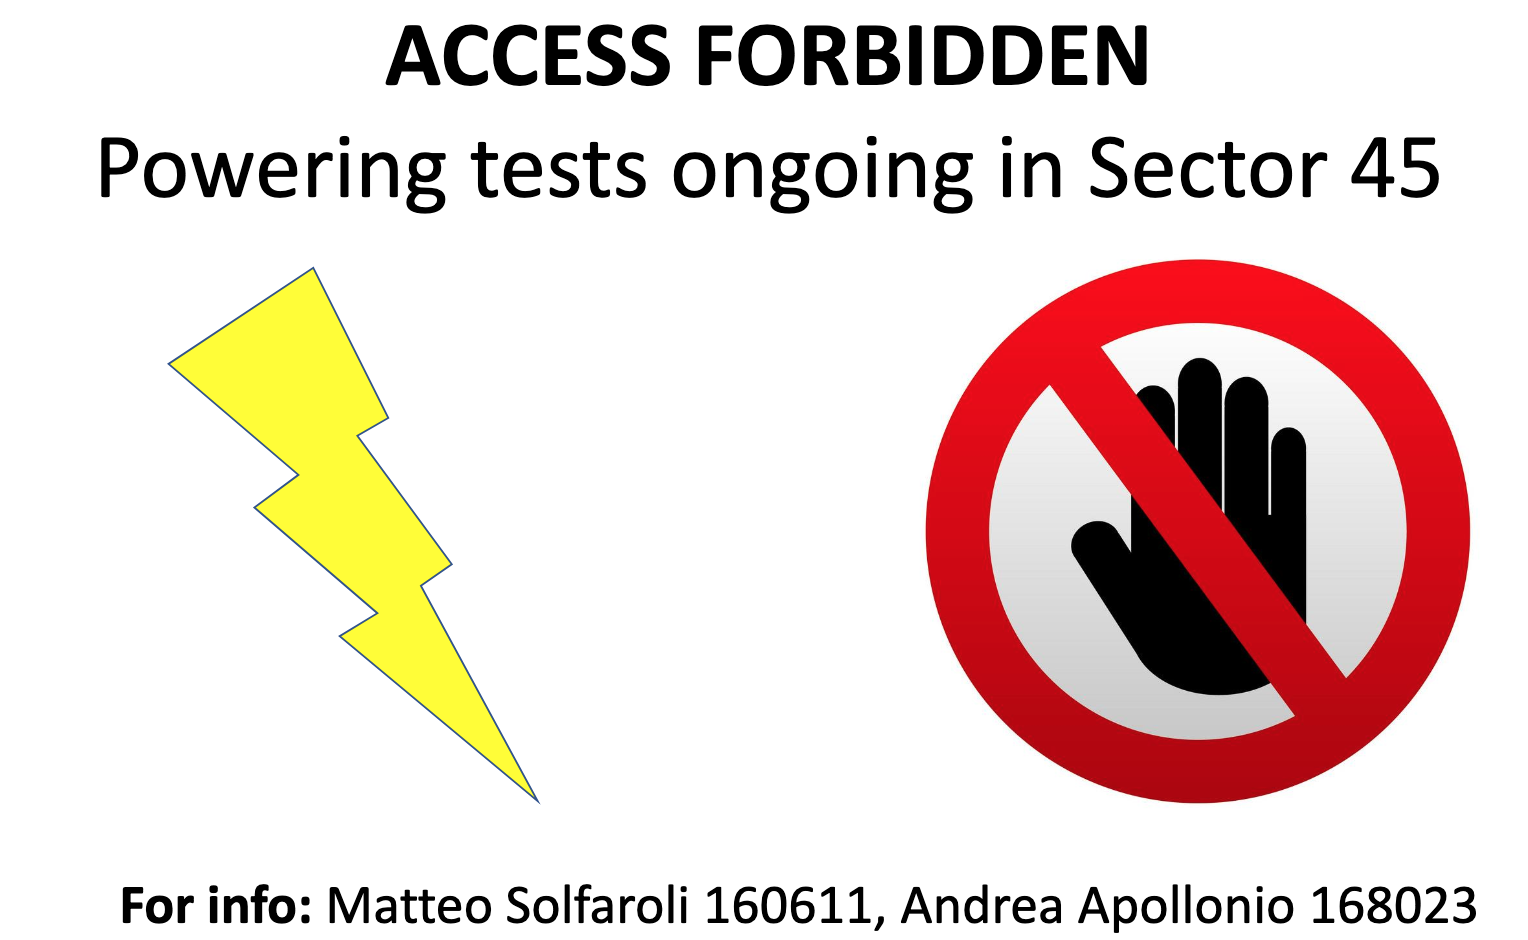 ACCESS FORBIDDEN
Powering tests ongoing in Sector 45
For info: Matteo Solfaroli 160611, Andrea Apollonio 168023